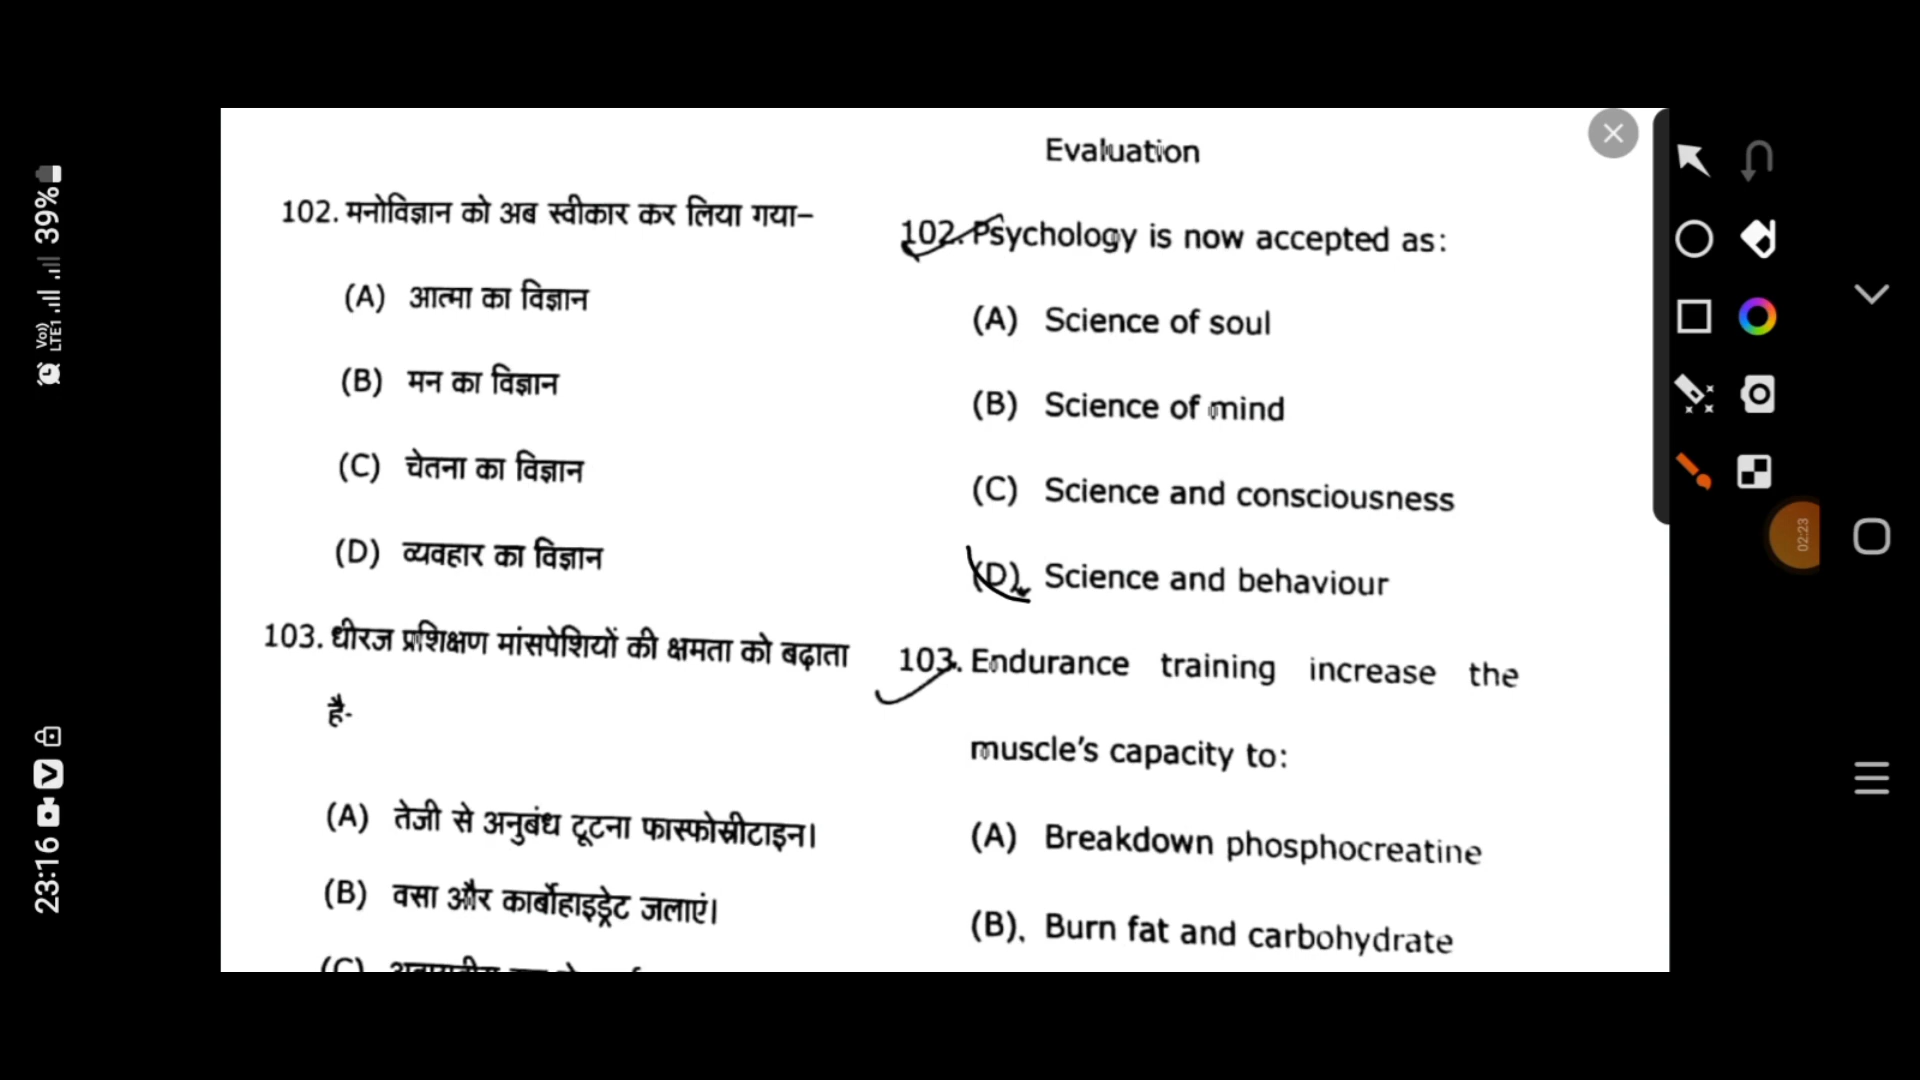 Evaluation
102. मनोविज्ञान को अब स्वीकार कर लिया गया–
(A) आत्मा का विज्ञान
(B) मन का विज्ञान
(C) चेतना का विज्ञान
(D) व्यवहार का विज्ञान
103. धीरज प्रशिक्षण मांसपेशियों की क्षमता को बढ़ाता
है-
(A) तेजी से अनुबंध टूटना फास्फोस्रीटाइन।
(B) वसा और कार्बोहाइड्रेट जलाएं।
(C)
102. Psychology is now accepted as:
(A) Science of soul
(B) Science of mind
(C) Science and consciousness
(D) Science and behaviour
103. Endurance training increase the
muscle's capacity to:
(A) Breakdown phosphocreatine
(B). Burn fat and carbohydrate
39%
Vo))
LTE1
23:16
02:23